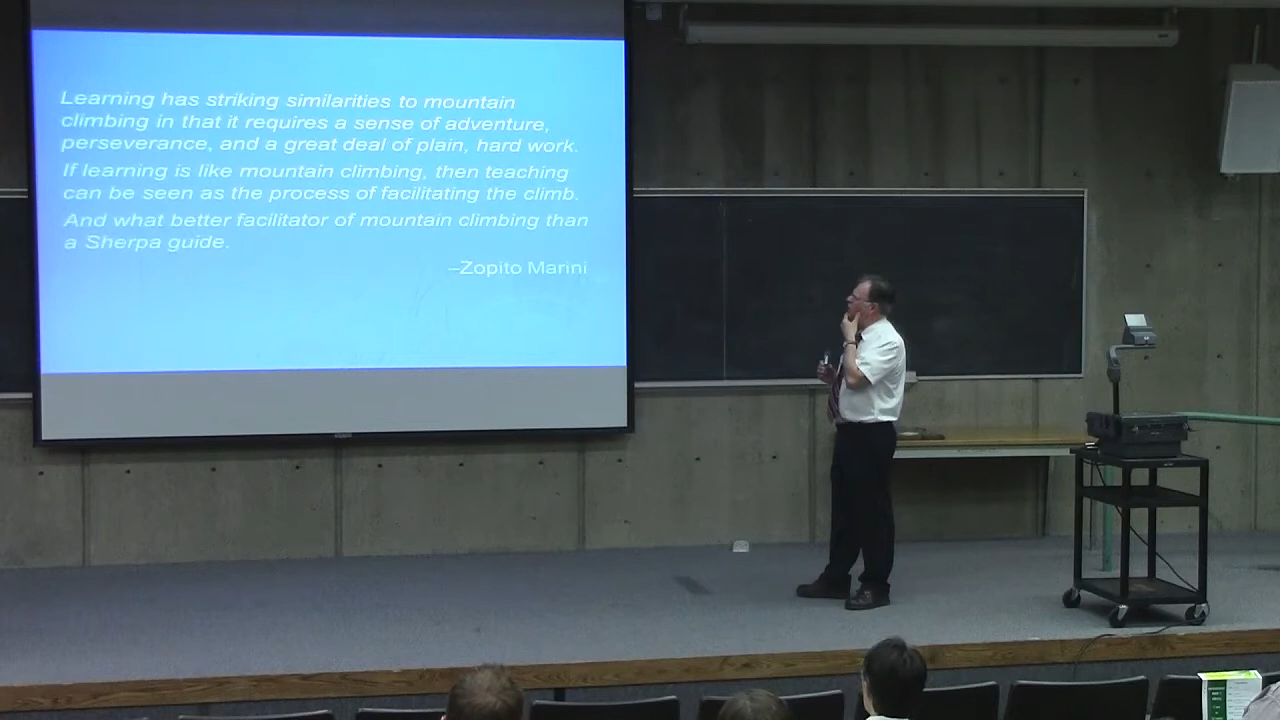 Learning has striking similarities to mountain
climbing in that it requires a sense of adventure,
perseverance, and a great deal of plain, hard work.
If learning is like mountain climbing, then teaching
can be seen as the process of facilitating the climb.
And what better facilitator of mountain climbing than
a Sherpa guide.
–Zopito Marini